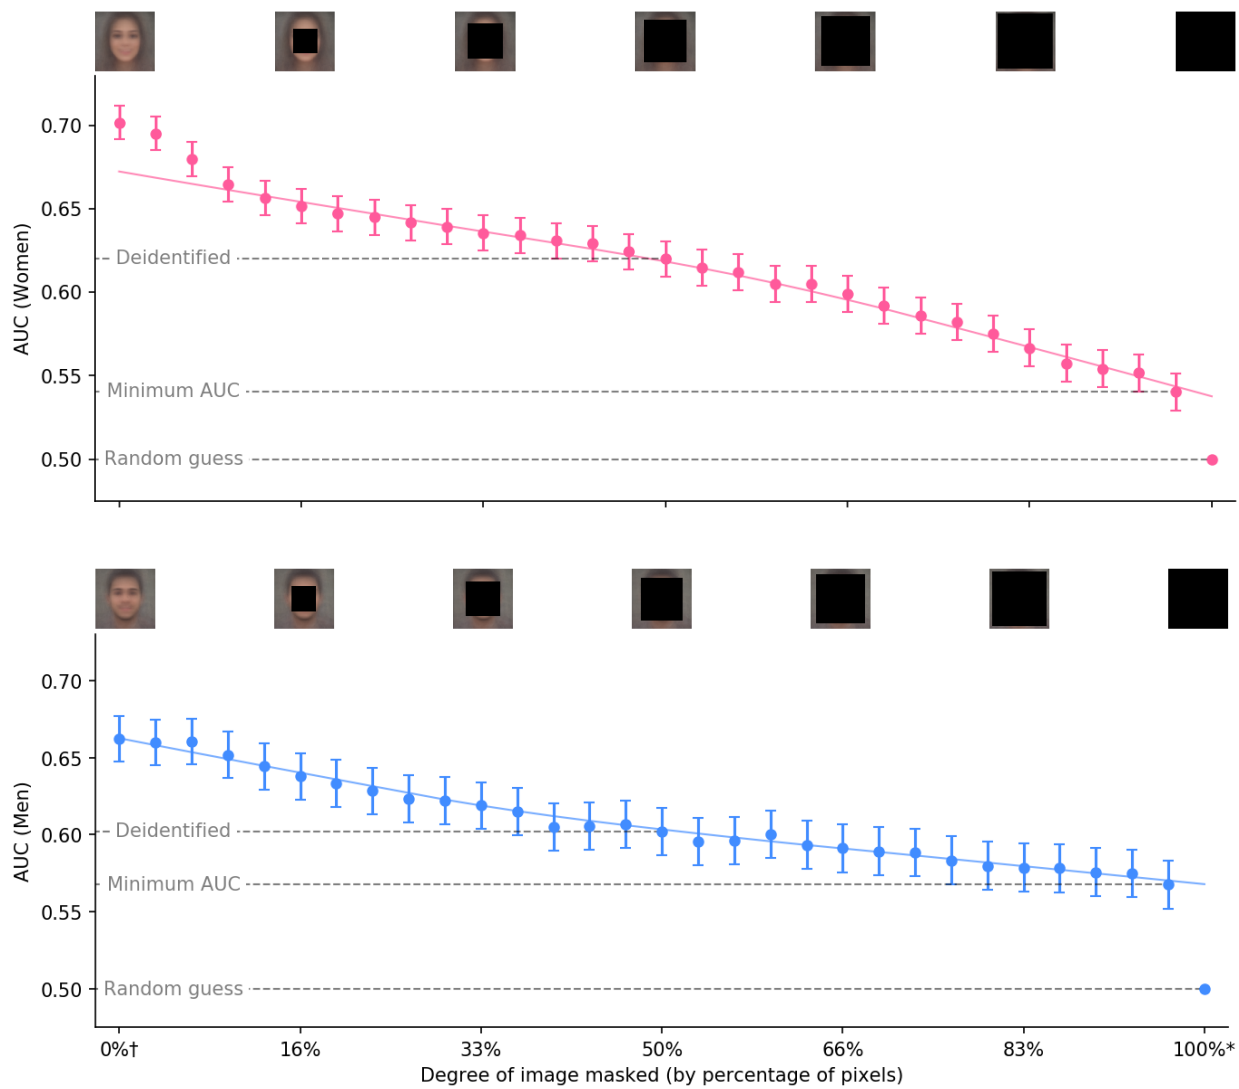 0.70
0.65
Deidentified
0.60
0.55
Minimum AUC
0.50
Random guess
AUC (Women)
0.70
0.65
Deidentified
0.60
Minimum AUC
0.55
0.50
Random guess
AUC (Men)
0%† 16% 33% 50% 66% 83% 100%*
Degree of image masked (by percentage of pixels)